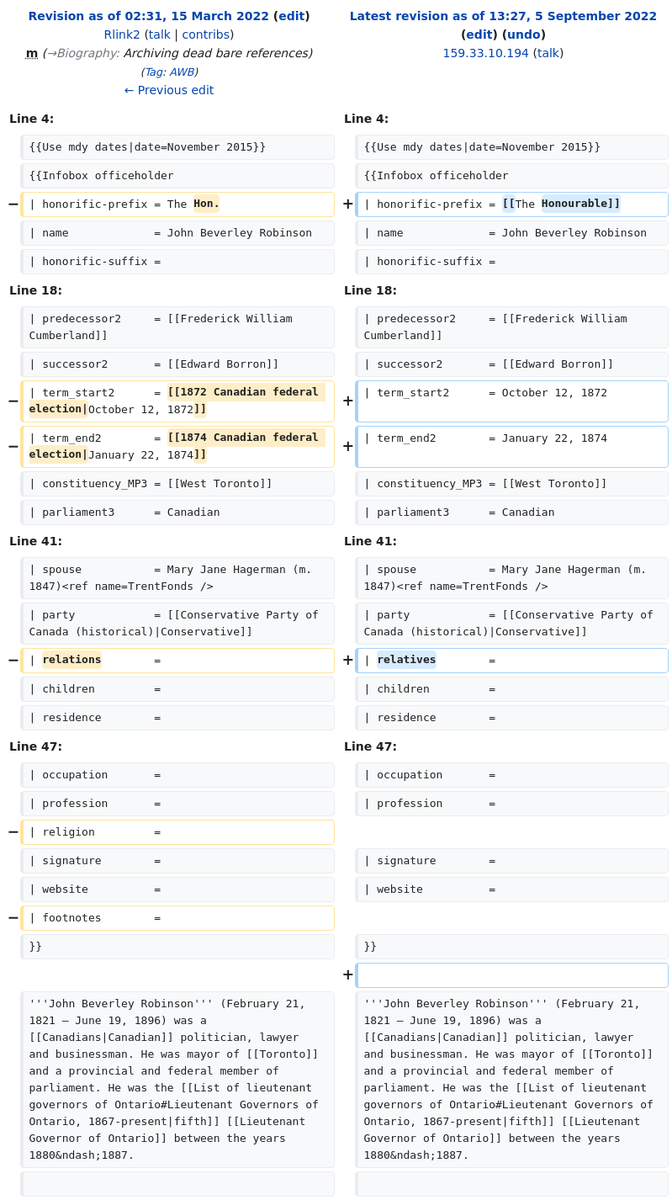 Revision as of 02:31, 15 March 2022 (edit)
Rlink2 (talk | contribs)
m (→Biography: Archiving dead bare references)
(Tag: AWB)
← Previous edit
Latest revision as of 13:27, 5 September 2022
(edit) (undo)
159.33.10.194 (talk)
Line 4:
Line 4:
{{Use mdy dates|date=November 2015}}
{{Use mdy dates|date=November 2015}}
{{Infobox officeholder
{{Infobox officeholder
− | honorific-prefix = The Hon.
+ | honorific-prefix = [[The Honourable]]
| name = John Beverley Robinson
| name = John Beverley Robinson
| honorific-suffix =
| honorific-suffix =
Line 18:
Line 18:
| predecessor2 = [[Frederick William
Cumberland]]
| predecessor2 = [[Frederick William
Cumberland]]
| successor2 = [[Edward Borron]]
| successor2 = [[Edward Borron]]
− | term_start2 = [[1872 Canadian federal
election|October 12, 1872]]
+ | term_start2 = October 12, 1872
− | term_end2 = [[1874 Canadian federal
election|January 22, 1874]]
+ | term_end2 = January 22, 1874
| constituency_MP3 = [[West Toronto]]
| constituency_MP3 = [[West Toronto]]
| parliament3 = Canadian
| parliament3 = Canadian
Line 41:
Line 41:
| spouse = Mary Jane Hagerman (m.
1847)<ref name=TrentFonds />
| spouse = Mary Jane Hagerman (m.
1847)<ref name=TrentFonds />
| party = [[Conservative Party of
Canada (historical)|Conservative]]
| party = [[Conservative Party of
Canada (historical)|Conservative]]
− | relations =
+ | relatives =
| children =
| children =
| residence =
| residence =
Line 47:
Line 47:
| occupation =
| occupation =
| profession =
| profession =
− | religion =
| signature =
| signature =
| website =
| website =
− | footnotes =
}}
}}
+
'''John Beverley Robinson''' (February 21,
1821 – June 19, 1896) was a
[[Canadians|Canadian]] politician, lawyer
and businessman. He was mayor of [[Toronto]]
and a provincial and federal member of
parliament. He was the [[List of lieutenant
governors of Ontario#Lieutenant Governors of
Ontario, 1867-present|fifth]] [[Lieutenant
Governor of Ontario]] between the years
1880&ndash;1887.
'''John Beverley Robinson''' (February 21,
1821 – June 19, 1896) was a
[[Canadians|Canadian]] politician, lawyer
and businessman. He was mayor of [[Toronto]]
and a provincial and federal member of
parliament. He was the [[List of lieutenant
governors of Ontario#Lieutenant Governors of
Ontario, 1867-present|fifth]] [[Lieutenant
Governor of Ontario]] between the years
1880&ndash;1887.